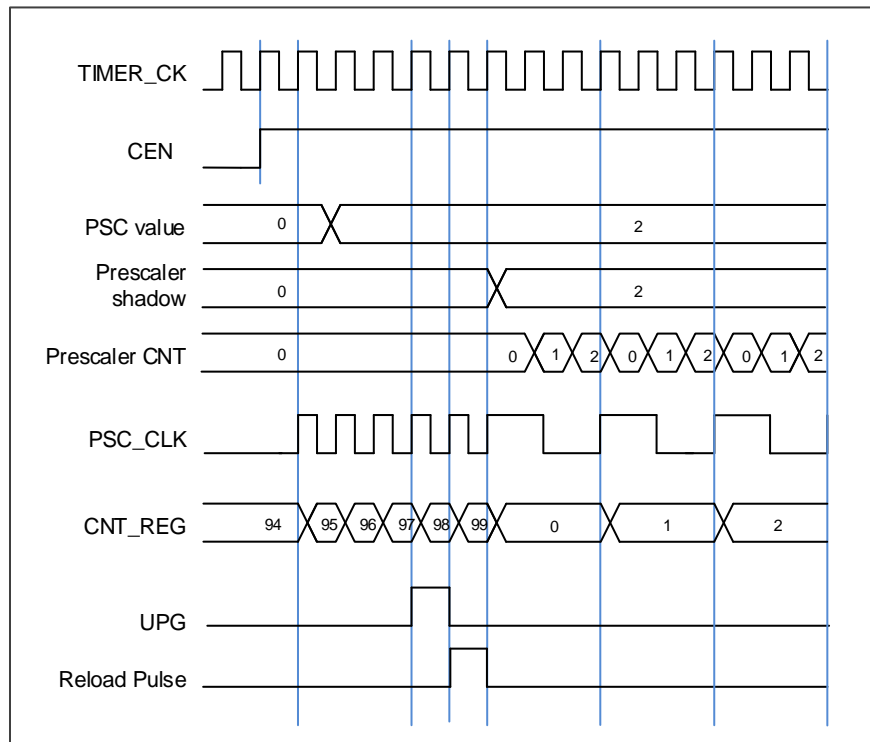 TIMER_CK
CEN
PSC value 0 2
Prescaler
shadow 0 2
Prescaler CNT 0 0 1 2 0 1 2 0 1 2
PSC_CLK
CNT_REG 94 95 96 97 98 99 0 1 2
UPG
Reload Pulse